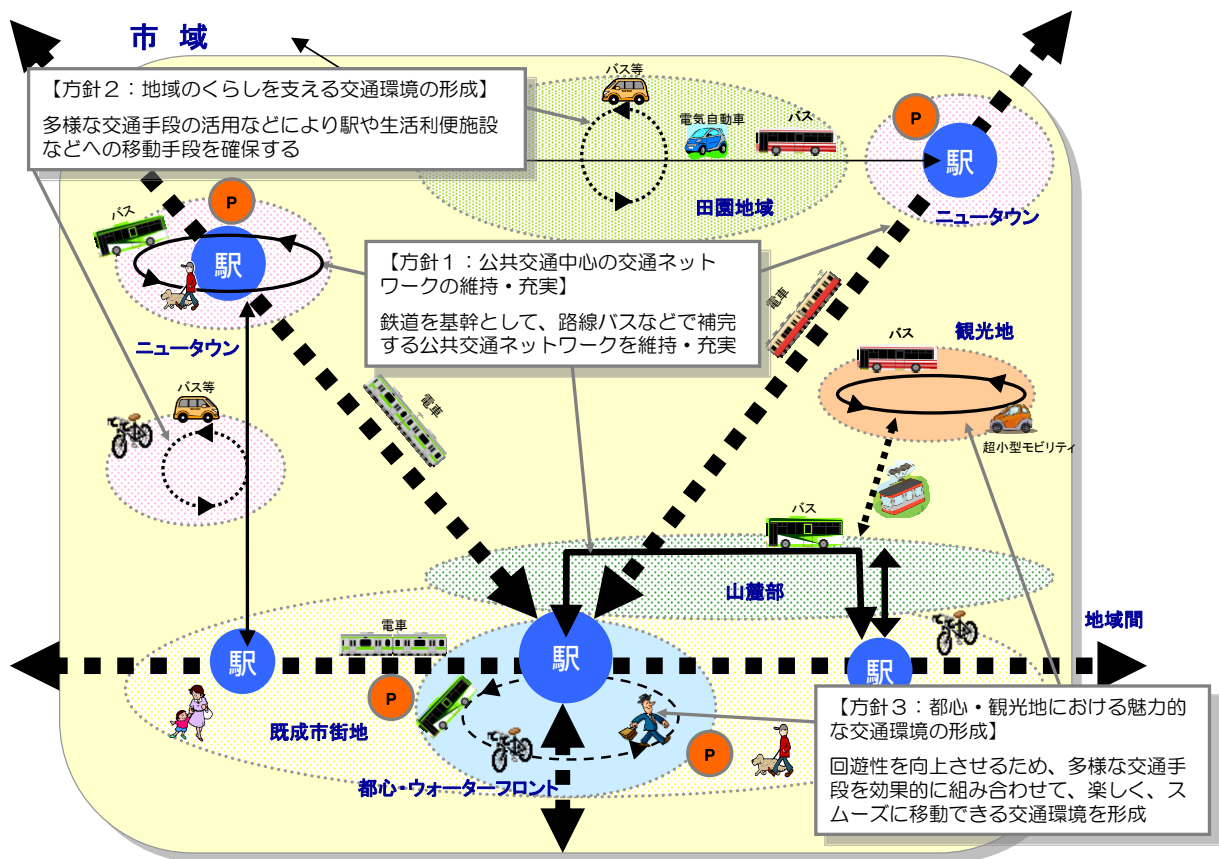 市 域
【方針２：地域のくらしを支える交通環境の形成】
多様な交通手段の活用などにより駅や生活利便施設
などへの移動手段を確保する
バス等
電気自動車
バス
田園地域
P
駅
ニュータウン
バス
P
駅
ニュータウン
【方針１：公共交通中心の交通ネット
ワークの維持・充実】
鉄道を基幹として、路線バスなどで補完
する公共交通ネットワークを維持・充実
電車
電車
観光地
バス
超小型モビリティ
バス等
バス
山麓部
地域間
電車
駅
駅
駅
P
既成市街地
都心・ウォーターフロント
P
【方針３：都心・観光地における魅力的
な交通環境の形成】
回遊性を向上させるため、多様な交通手
段を効果的に組み合わせて、楽しく、ス
ムーズに移動できる交通環境を形成